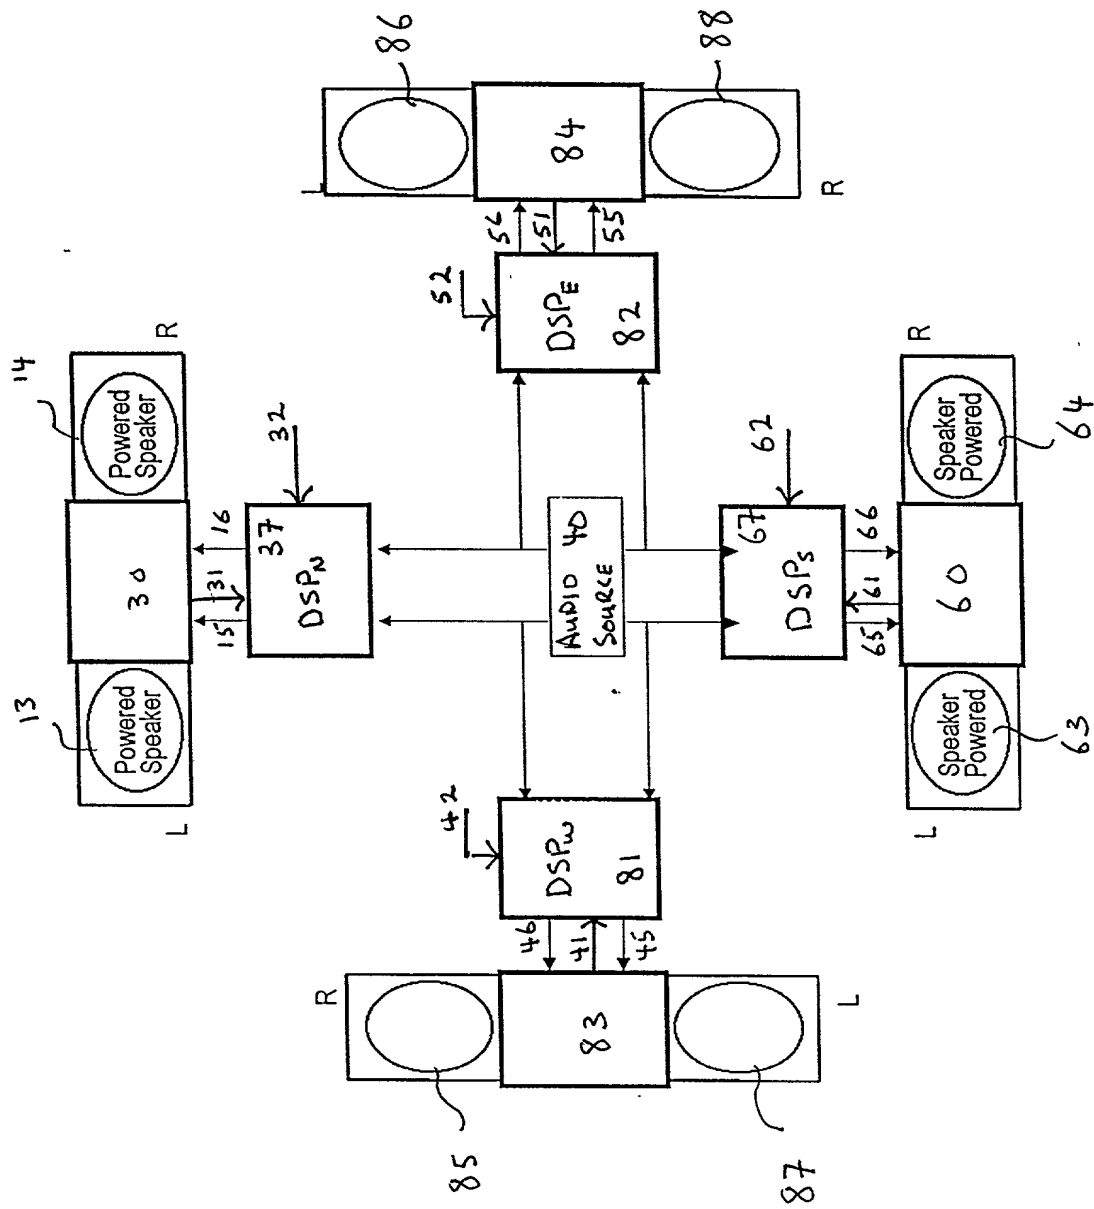 13
14
L
Powered
Speaker
30
Powered
Speaker
R
15
31
16
DSPN
37
32
85
R
86
L
42
52
46
41
45
83
DSPW
81
AUDIO 40
SOURCE
DSPE
82
56
51
55
84
87
L
62
88
R
67
DSPS
65
61
66
L
Speaker
Powered
60
Speaker
Powered
R
63
64